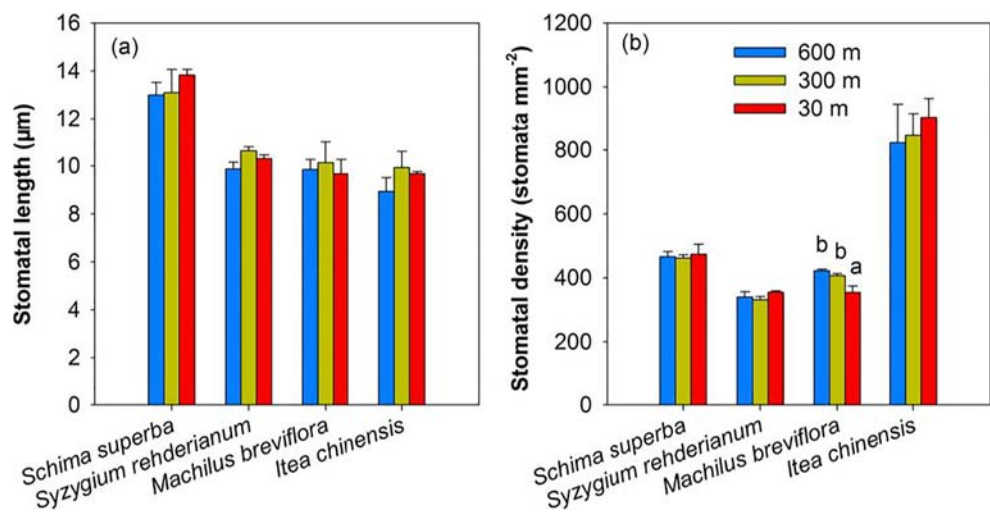 (a)
Stomatal length (µm)
16
14
12
10
8
6
4
2
0
Schima superba
Syzygium rehderianum
Machilus breviflora
Itea chinensis
(b)
600 m
300 m
30 m
Stomatal density (stomata mm⁻²)
1200
1000
800
600
400
200
0
b b
a
Schima superba
Syzygium rehderianum
Machilus breviflora
Itea chinensis